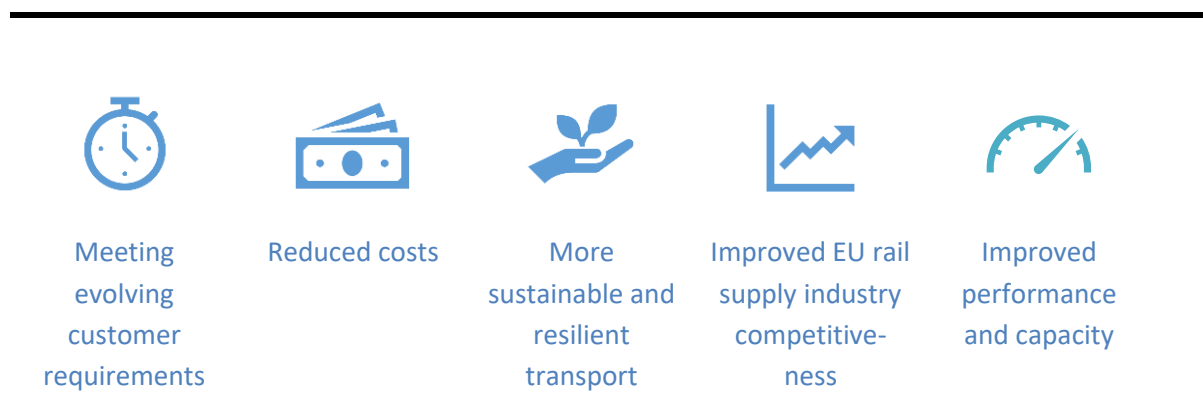 Meeting
evolving
customer
requirements
Reduced costs
More
sustainable and
resilient
transport
Improved EU rail
supply industry
competitive-
ness
Improved
performance
and capacity